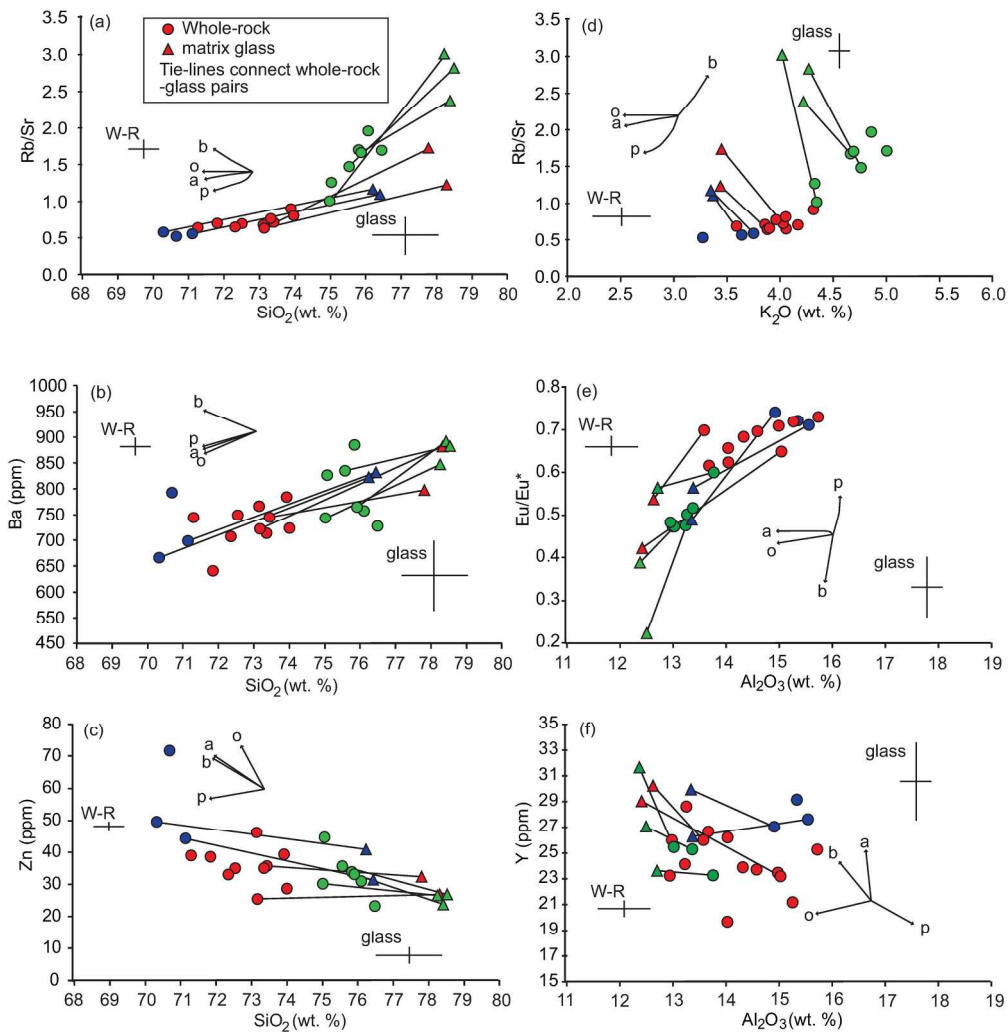 (a)
Whole-rock
matrix glass
Tie-lines connect whole-rock
-glass pairs
W-R
b
o
a
p
glass
Rb/Sr
3.5
3.0
2.5
2.0
1.5
1.0
0.5
0.0
68 69 70 71 72 73 74 75 76 77 78 79 80
SiO2 (wt. %)
(d)
glass
b
o
a
p
W-R
Rb/Sr
3.5
3.0
2.5
2.0
1.5
1.0
0.5
0.0
2.0 2.5 3.0 3.5 4.0 4.5 5.0 5.5 6.0
K2O (wt. %)
(b)
W-R
b
p
a
o
glass
Ba (ppm)
1000
950
900
850
800
750
700
650
600
550
500
450
68 69 70 71 72 73 74 75 76 77 78 79 80
SiO2 (wt. %)
(e)
W-R
p
a
o
b
glass
Eu/Eu*
0.8
0.7
0.6
0.5
0.4
0.3
0.2
11 12 13 14 15 16 17 18 19
Al2O3 (wt. %)
(c)
o
a
b
p
W-R
glass
Zn (ppm)
80
70
60
50
40
30
20
10
0
68 69 70 71 72 73 74 75 76 77 78 79 80
SiO2 (wt. %)
(f)
glass
a
b
o
p
W-R
Y (ppm)
35
33
31
29
27
25
23
21
19
17
15
11 12 13 14 15 16 17 18 19
Al2O3 (wt. %)